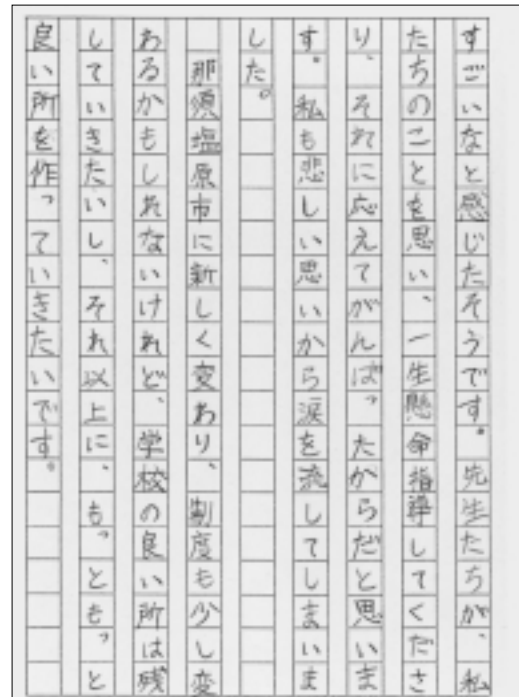 すごいなと感じたそうです。先生たちが、私
たちのことを思い、一生懸命指導してくださ
り、それに応えてがんばったからだと思いま
す。私も悲しい思いから涙を流してしまいま
した。
那須塩原市に新しく変わり、制度も少し変
わるかもしれないけれど、学校の良い所は残
していきたいし、それ以上に、もっともっと
良い所を作っていきたいです。